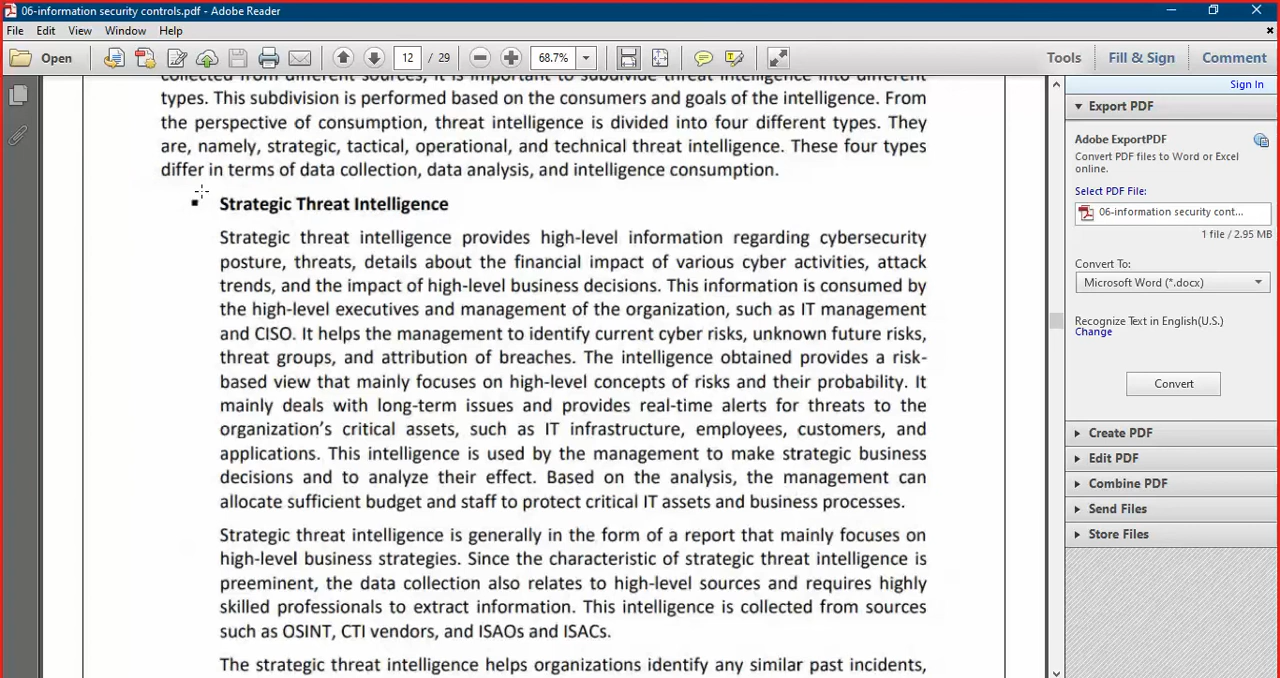 06-information security controls.pdf - Adobe Reader
File Edit View Window Help
Open 12 / 29 68.7% Tools Fill & Sign Comment
collected from different sources, it is important to subdivide threat intelligence into different
types. This subdivision is performed based on the consumers and goals of the intelligence. From
the perspective of consumption, threat intelligence is divided into four different types. They
are, namely, strategic, tactical, operational, and technical threat intelligence. These four types
differ in terms of data collection, data analysis, and intelligence consumption.
▪ Strategic Threat Intelligence
Strategic threat intelligence provides high-level information regarding cybersecurity
posture, threats, details about the financial impact of various cyber activities, attack
trends, and the impact of high-level business decisions. This information is consumed by
the high-level executives and management of the organization, such as IT management
and CISO. It helps the management to identify current cyber risks, unknown future risks,
threat groups, and attribution of breaches. The intelligence obtained provides a risk-
based view that mainly focuses on high-level concepts of risks and their probability. It
mainly deals with long-term issues and provides real-time alerts for threats to the
organization's critical assets, such as IT infrastructure, employees, customers, and
applications. This intelligence is used by the management to make strategic business
decisions and to analyze their effect. Based on the analysis, the management can
allocate sufficient budget and staff to protect critical IT assets and business processes.
Strategic threat intelligence is generally in the form of a report that mainly focuses on
high-level business strategies. Since the characteristic of strategic threat intelligence is
preeminent, the data collection also relates to high-level sources and requires highly
skilled professionals to extract information. This intelligence is collected from sources
such as OSINT, CTI vendors, and ISAOs and ISACs.
The strategic threat intelligence helps organizations identify any similar past incidents,
Sign In
Export PDF
Adobe ExportPDF
Convert PDF files to Word or Excel
online.
Select PDF File:
06-information security cont...
1 file / 2.95 MB
Convert To:
Microsoft Word (*.docx)
Recognize Text in English(U.S.)
Change
Convert
Create PDF
Edit PDF
Combine PDF
Send Files
Store Files